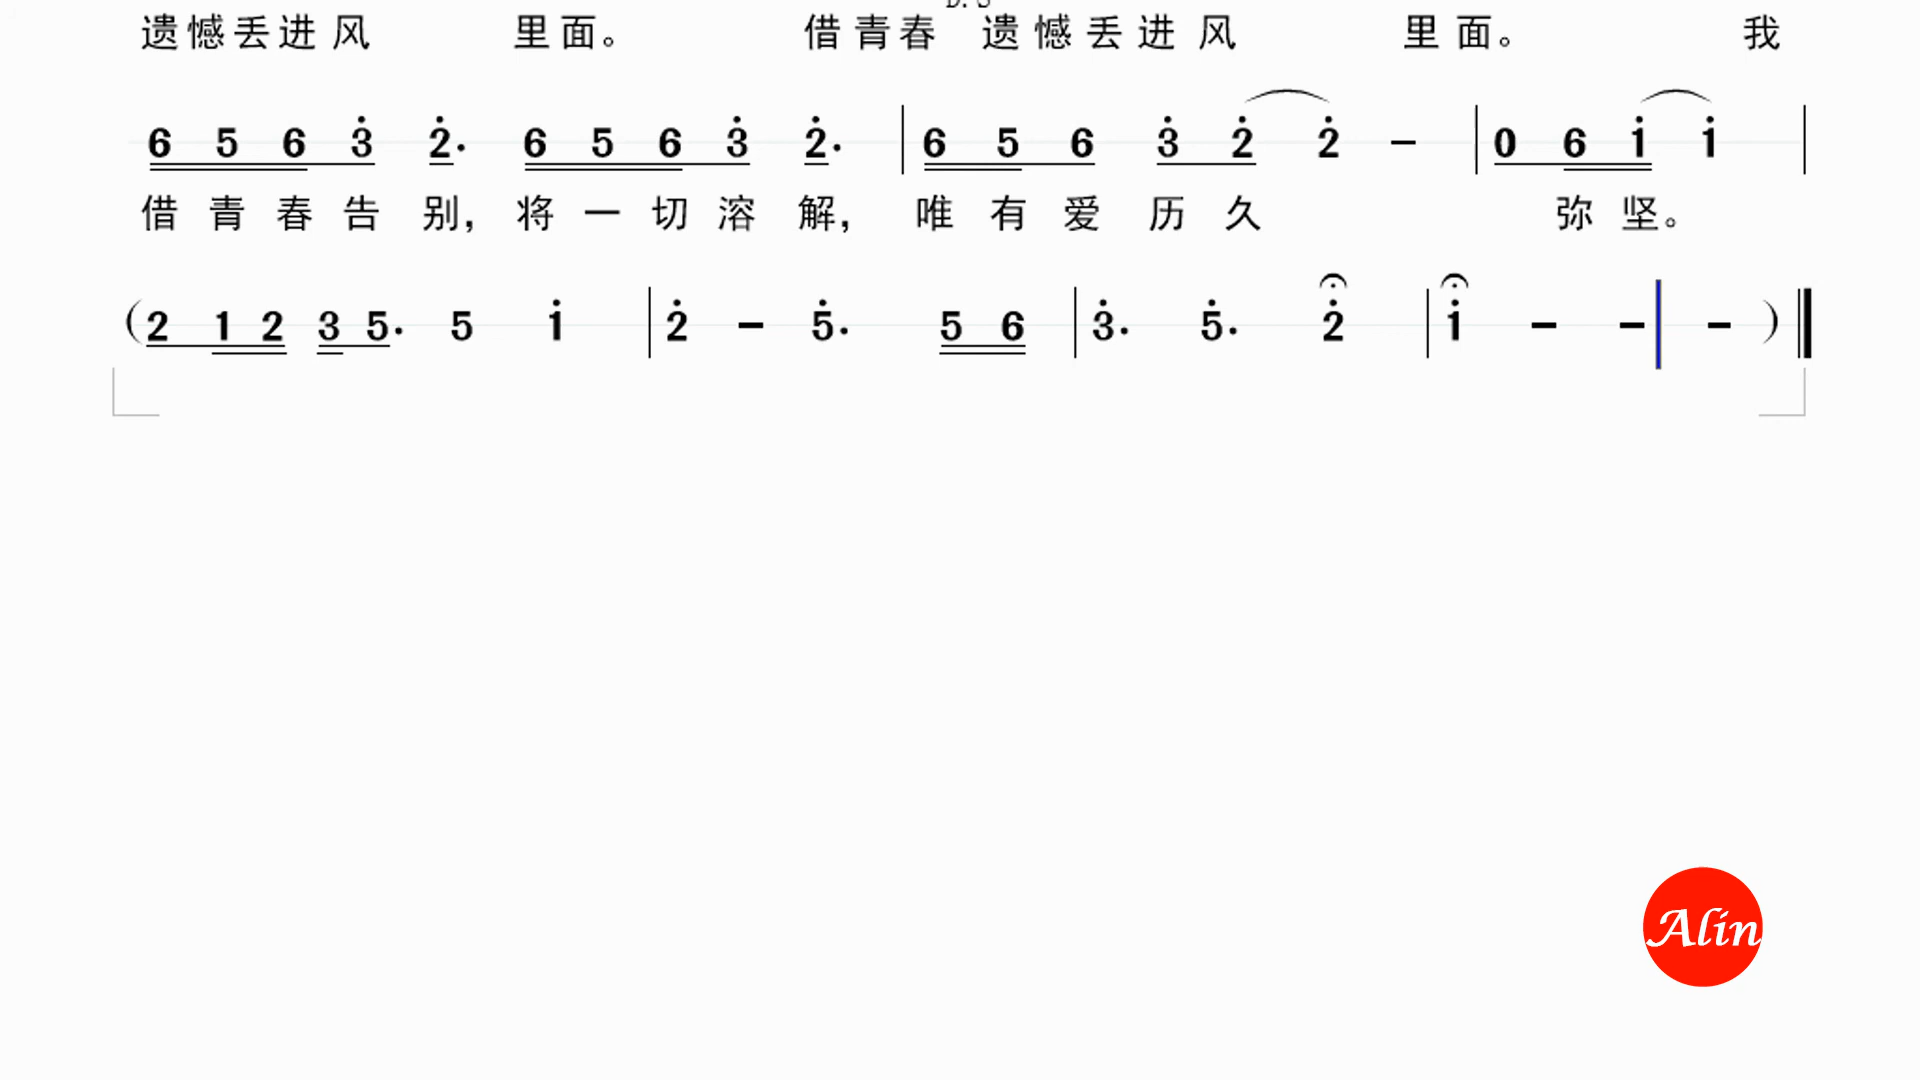 D.S
遗憾丢进风 里面。 借青春 遗憾丢进风 里面。 我
6 5 6 3̇ 2̇. 6 5 6 3̇ 2̇. | 6 5 6 3̇ 2̇ 2̇ - | 0 6 1̇ 1̇ |
借青春告别，将一切溶解，唯有爱历久 弥坚。
(2 1 2 3 5. 5 1̇ | 2̇ - 5̇. 5 6 | 3̇. 5̇. 2̇ | 1̇ - - - )
Alin